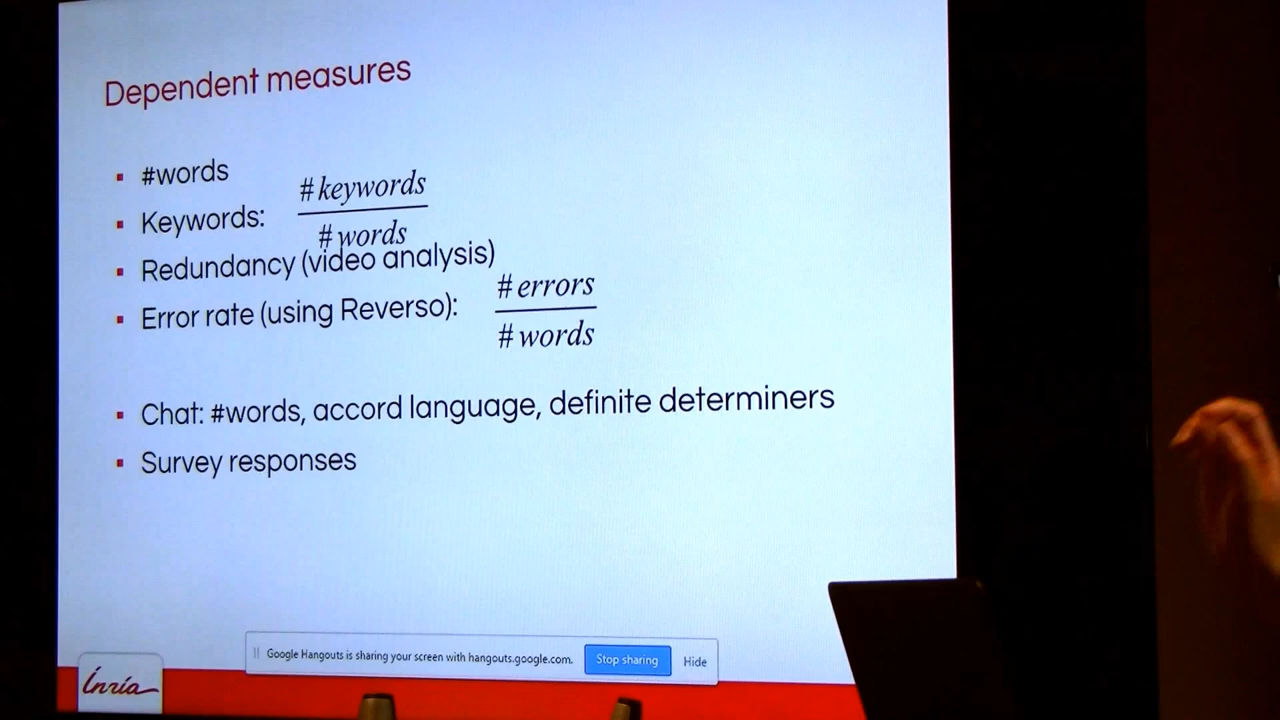 Dependent measures
#words
Keywords: #keywords
#words
Redundancy (video analysis)
Error rate (using Reverso): #errors
#words
Chat: #words, accord language, definite determiners
Survey responses
Google Hangouts is sharing your screen with hangouts.google.com. Stop sharing Hide
Inria